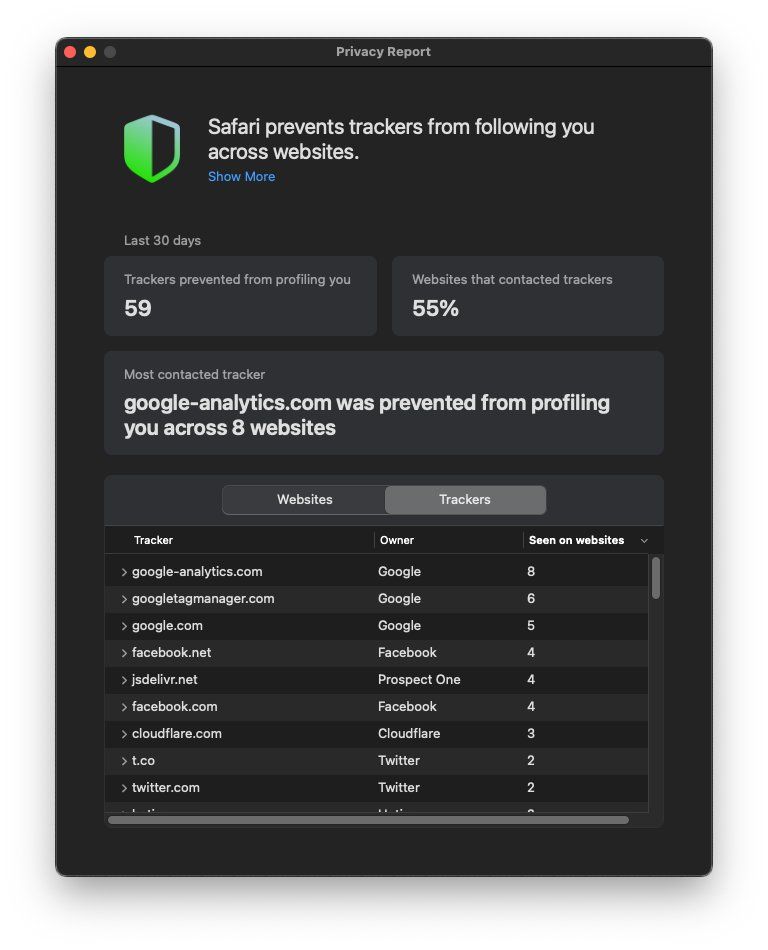 Privacy Report
Safari prevents trackers from following you
across websites.
Show More
Last 30 days
Trackers prevented from profiling you
59
Websites that contacted trackers
55%
Most contacted tracker
google-analytics.com was prevented from profiling
you across 8 websites
Websites Trackers
Tracker Owner Seen on websites
google-analytics.com Google 8
googletagmanager.com Google 6
google.com Google 5
facebook.net Facebook 4
jsdelivr.net Prospect One 4
facebook.com Facebook 4
cloudflare.com Cloudflare 3
t.co Twitter 2
twitter.com Twitter 2